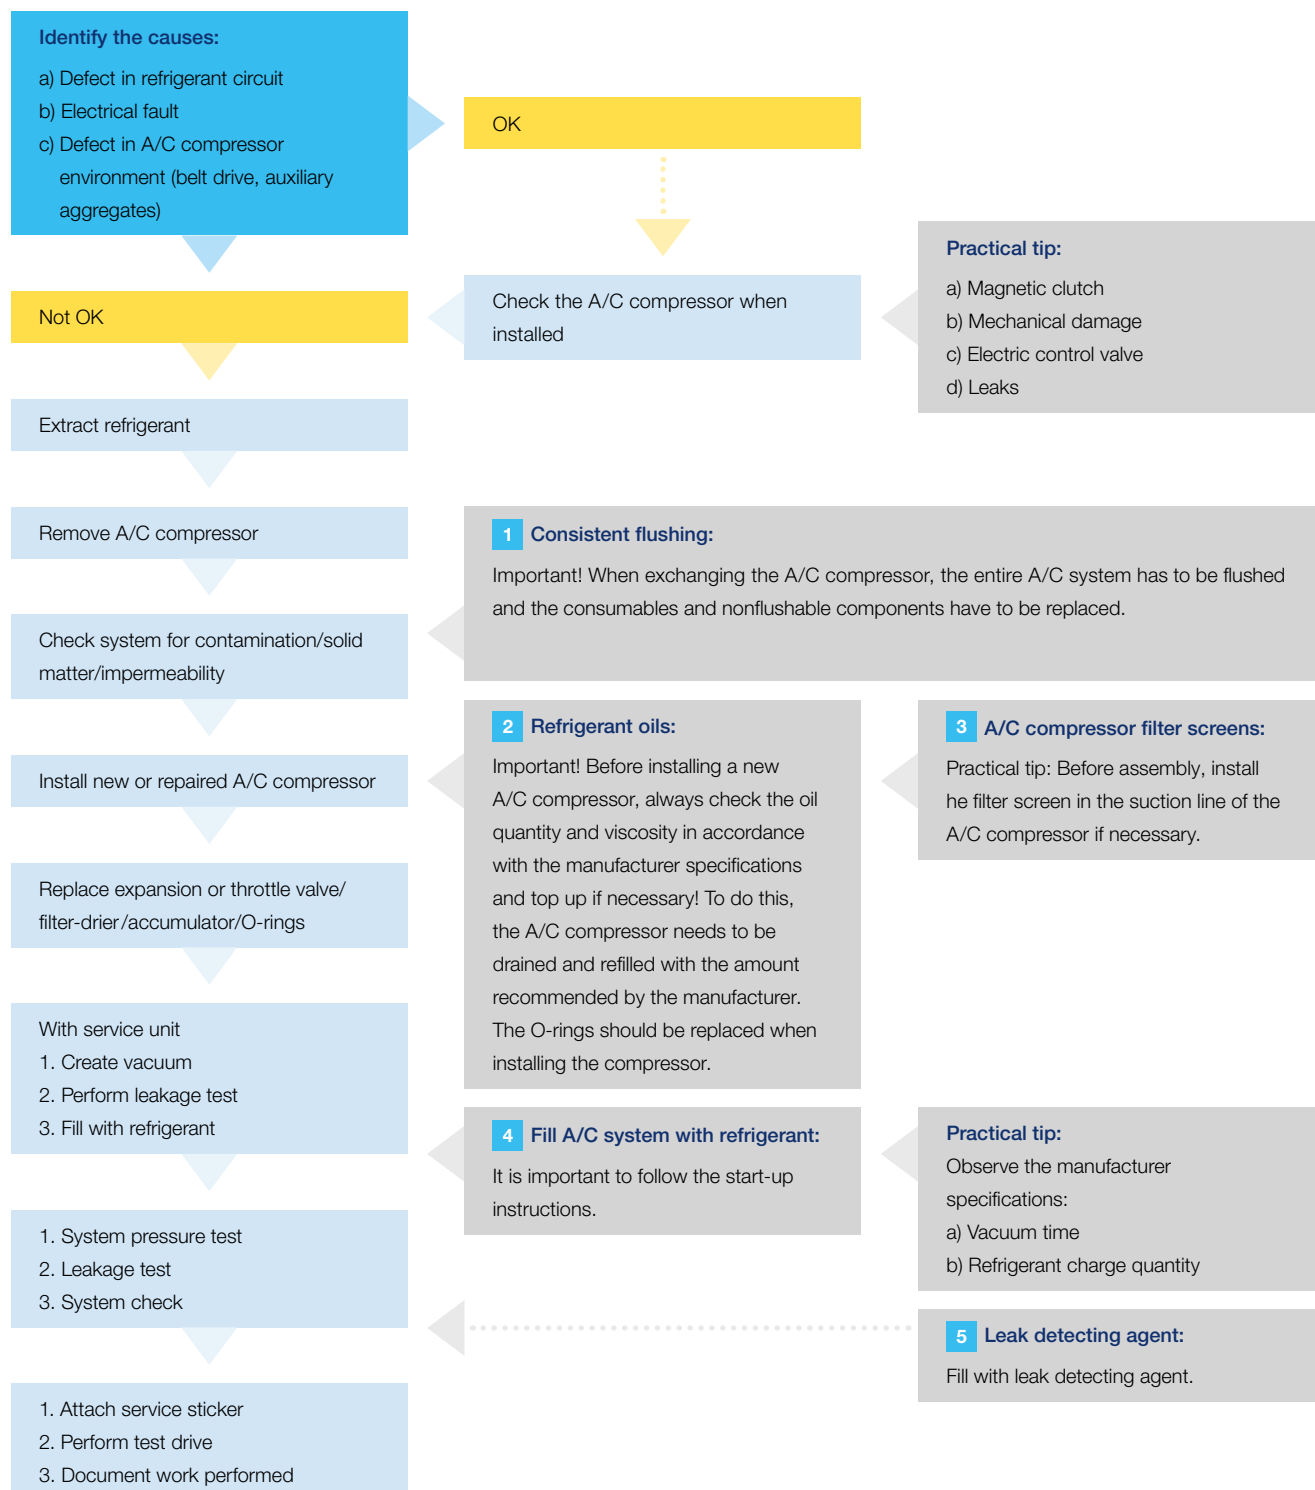 Identify the causes:
a) Defect in refrigerant circuit
b) Electrical fault
c) Defect in A/C compressor
environment (belt drive, auxiliary
aggregates)
OK
Not OK
Check the A/C compressor when
installed
Practical tip:
a) Magnetic clutch
b) Mechanical damage
c) Electric control valve
d) Leaks
Extract refrigerant
Remove A/C compressor
1 Consistent flushing:
Important! When exchanging the A/C compressor, the entire A/C system has to be flushed
and the consumables and nonflushable components have to be replaced.
Check system for contamination/solid
matter/impermeability
Install new or repaired A/C compressor
2 Refrigerant oils:
Important! Before installing a new
A/C compressor, always check the oil
quantity and viscosity in accordance
with the manufacturer specifications
and top up if necessary! To do this,
the A/C compressor needs to be
drained and refilled with the amount
recommended by the manufacturer.
The O-rings should be replaced when
installing the compressor.
3 A/C compressor filter screens:
Practical tip: Before assembly, install
he filter screen in the suction line of the
A/C compressor if necessary.
Replace expansion or throttle valve/
filter-drier/accumulator/O-rings
With service unit
1. Create vacuum
2. Perform leakage test
3. Fill with refrigerant
4 Fill A/C system with refrigerant:
It is important to follow the start-up
instructions.
Practical tip:
Observe the manufacturer
specifications:
a) Vacuum time
b) Refrigerant charge quantity
1. System pressure test
2. Leakage test
3. System check
5 Leak detecting agent:
Fill with leak detecting agent.
1. Attach service sticker
2. Perform test drive
3. Document work performed